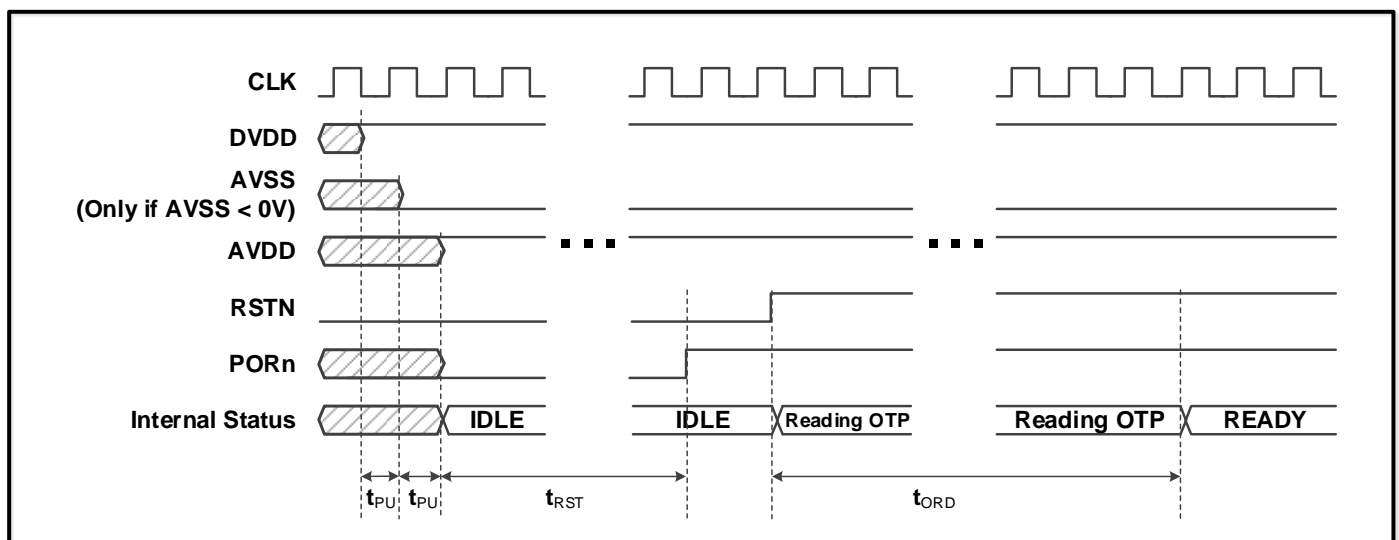 CLK
DVDD
AVSS
(Only if AVSS < 0V)
AVDD
RSTN
PORn
Internal Status IDLE IDLE Reading OTP Reading OTP READY
tPU tPU tRST tORD